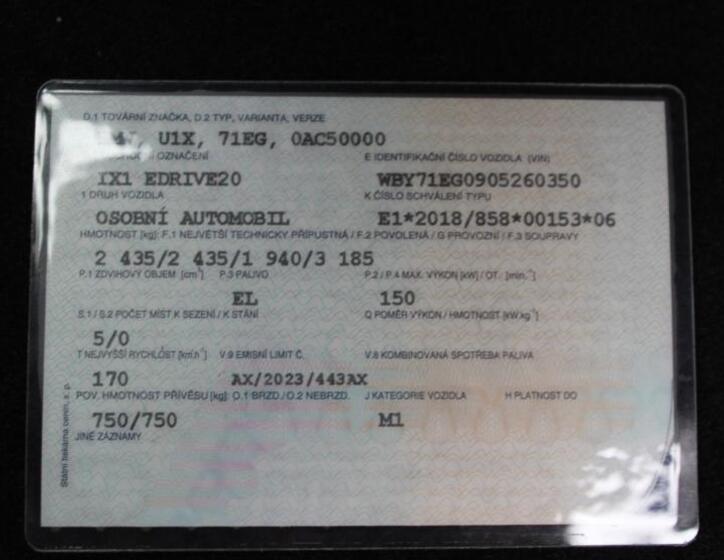 D.1 TOVÁRNÍ ZNAČKA, D.2 TYP, VARIANTA, VERZE
U1X, 71EG, 0AC50000
OZNAČENÍ E IDENTIFIKAČNÍ ČÍSLO VOZIDLA (VIN)
IX1 EDRIVE20 WBY71EG0905260350
1 DRUH VOZIDLA K ČÍSLO SCHVÁLENÍ TYPU
OSOBNÍ AUTOMOBIL E1*2018/858*00153*06
HMOTNOST [kg]: F.1 NEJVĚTŠÍ TECHNICKY PŘÍPUSTNÁ / F.2 POVOLENÁ / G PROVOZNÍ / F.3 SOUPRAVY
2 435/2 435/1 940/3 185
P.1 ZDVIHOVÝ OBJEM [cm³] P.3 PALIVO P.2 / P.4 MAX. VÝKON [kW] / OT. [min.⁻¹]
EL 150
S.1 / S.2 POČET MÍST K SEZENÍ / K STÁNÍ Q POMĚR VÝKON / HMOTNOST [kW.kg⁻¹]
5/0
T NEJVYŠŠÍ RYCHLOST [km.h⁻¹] V.9 EMISNÍ LIMIT Č. V.8 KOMBINOVANÁ SPOTŘEBA PALIVA
170 AX/2023/443AX
POV. HMOTNOST PŘÍVĚSU [kg]: O.1 BRZD./O.2 NEBRZD. J KATEGORIE VOZIDLA H PLATNOST DO
750/750 M1
JINÉ ZÁZNAMY
Státní tiskárna cenin, s. p.